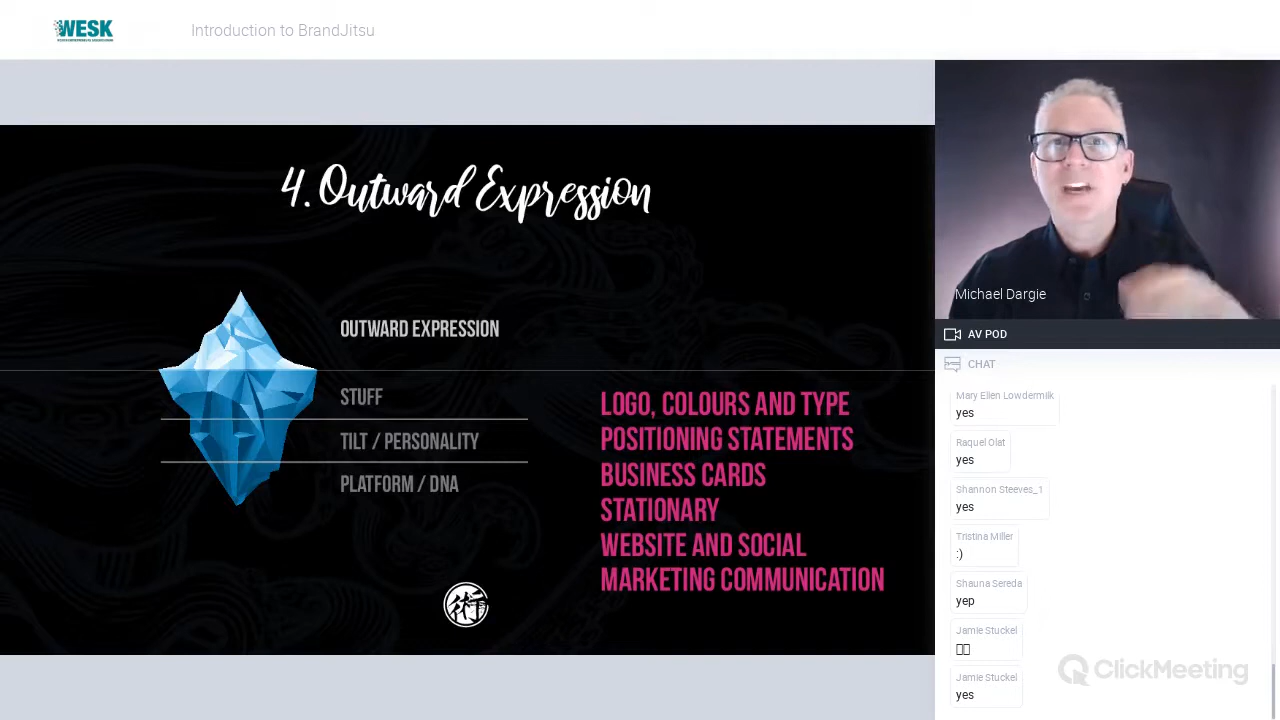 WESK
Introduction to BrandJitsu
4. Outward Expression
OUTWARD EXPRESSION
STUFF
TILT / PERSONALITY
PLATFORM / DNA
LOGO, COLOURS AND TYPE
POSITIONING STATEMENTS
BUSINESS CARDS
STATIONARY
WEBSITE AND SOCIAL
MARKETING COMMUNICATION
術
Michael Dargie
AV POD
CHAT
Mary Ellen Lowdermilk
yes
Raquel Olat
yes
Shannon Steeves_1
yes
Tristina Miller
:)
Shauna Sereda
yep
Jamie Stuckel
Jamie Stuckel
yes
ClickMeeting